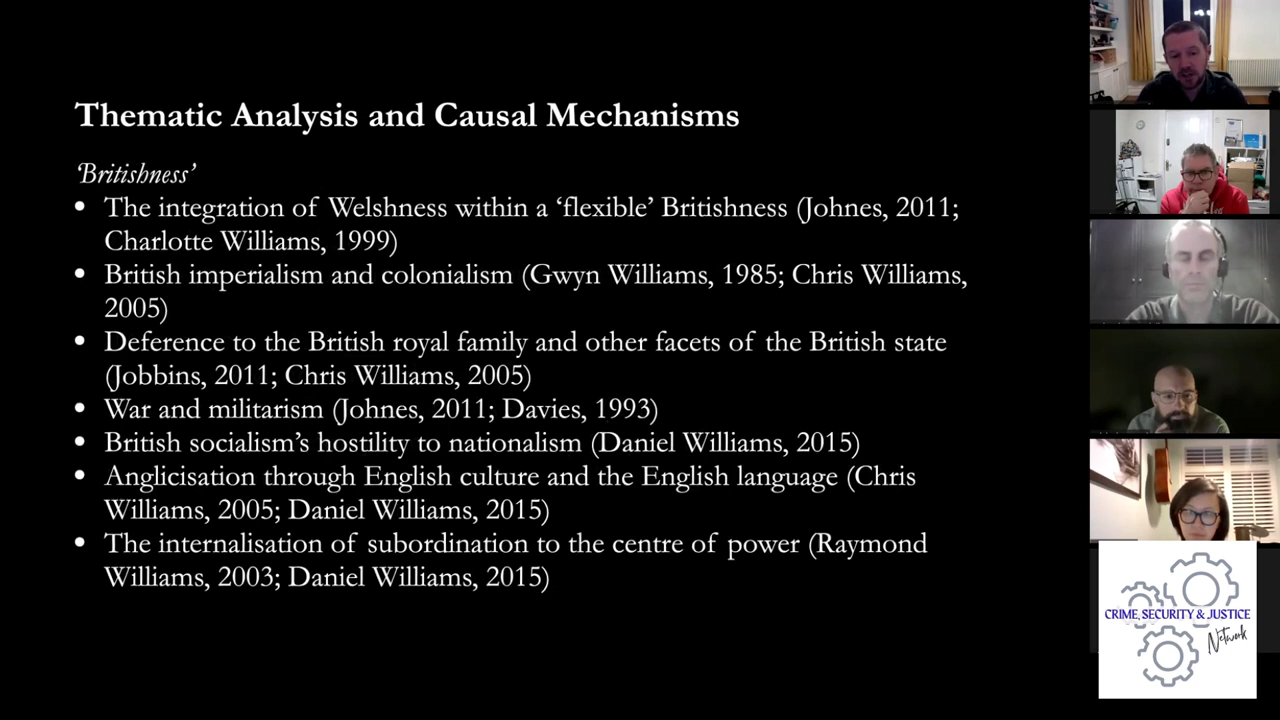 Thematic Analysis and Causal Mechanisms
‘Britishness’
• The integration of Welshness within a ‘flexible’ Britishness (Johnes, 2011;
Charlotte Williams, 1999)
• British imperialism and colonialism (Gwyn Williams, 1985; Chris Williams,
2005)
• Deference to the British royal family and other facets of the British state
(Jobbins, 2011; Chris Williams, 2005)
• War and militarism (Johnes, 2011; Davies, 1993)
• British socialism’s hostility to nationalism (Daniel Williams, 2015)
• Anglicisation through English culture and the English language (Chris
Williams, 2005; Daniel Williams, 2015)
• The internalisation of subordination to the centre of power (Raymond
Williams, 2003; Daniel Williams, 2015)
CRIME, SECURITY & JUSTICE
Network